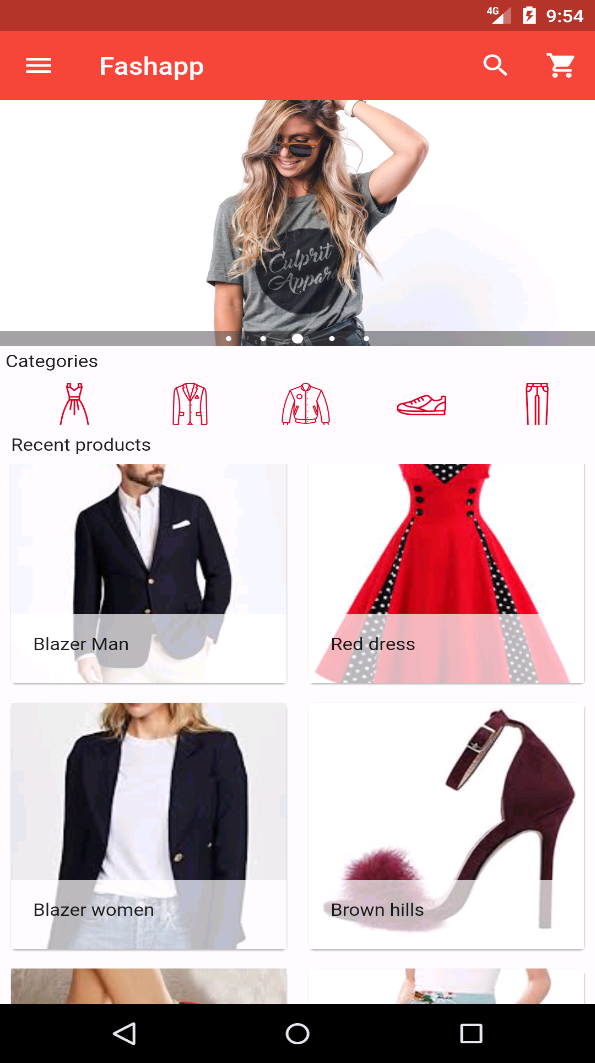 4G 9:54
Fashapp
Culprit
Apparel
Categories
Recent products
Blazer Man
Red dress
Blazer women
Brown hills